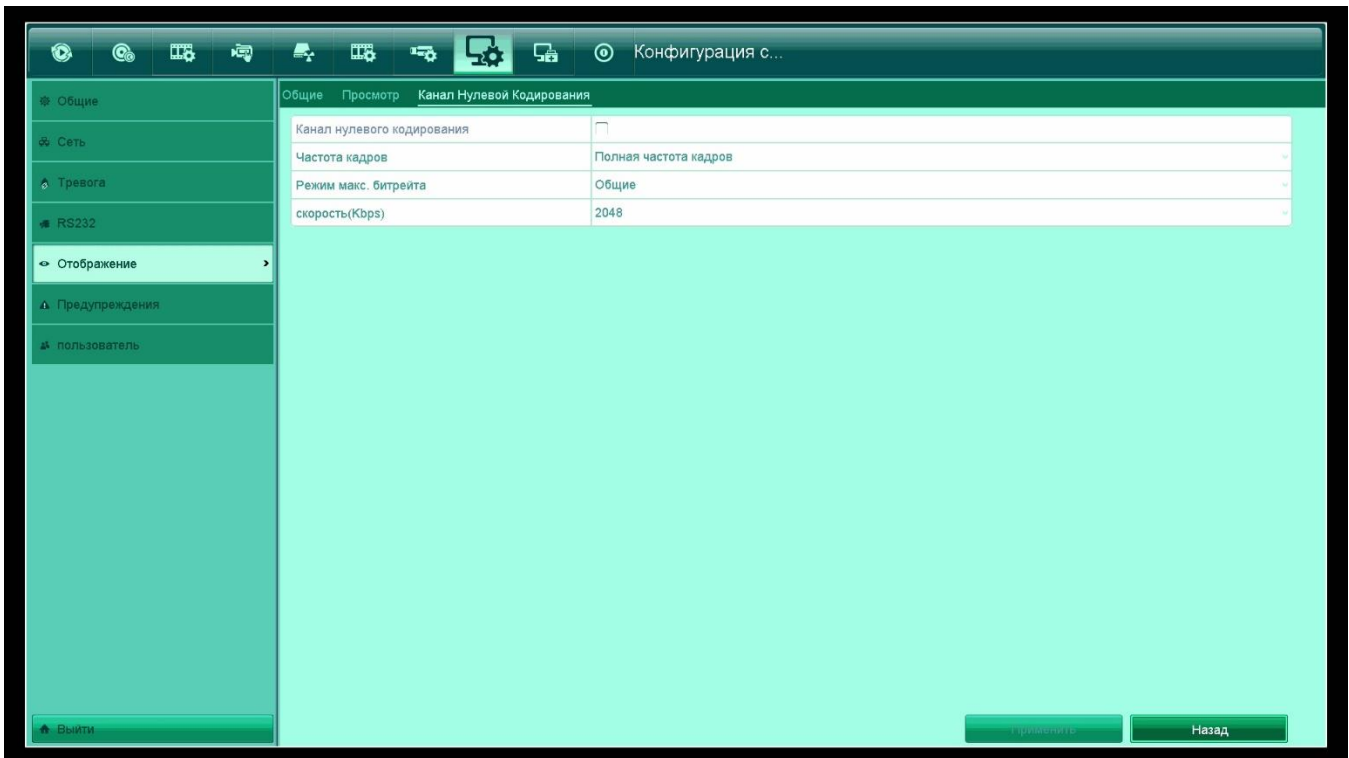 Конфигурация с...
Общие Просмотр Канал Нулевой Кодирования
Общие
Сеть
Тревога
RS232
Отображение
Предупреждения
пользователь
Канал нулевого кодирования
Частота кадров Полная частота кадров
Режим макс. битрейта Общие
скорость(Kbps) 2048
Выйти
Применить Назад